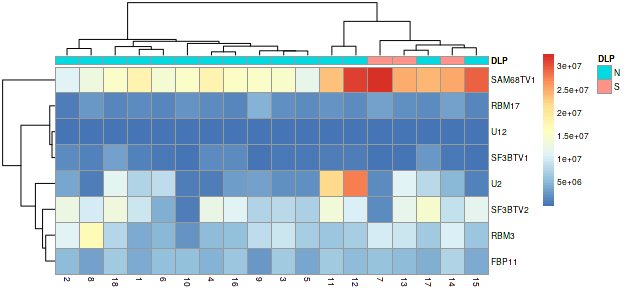 DLP
DLP
N
S
SAM68TV1
RBM17
U12
SF3BTV1
U2
SF3BTV2
RBM3
FBP11
3e+07
2.5e+07
2e+07
1.5e+07
1e+07
5e+06
2 8 18 1 6 10 4 16 9 3 5 11 12 7 13 17 14 15